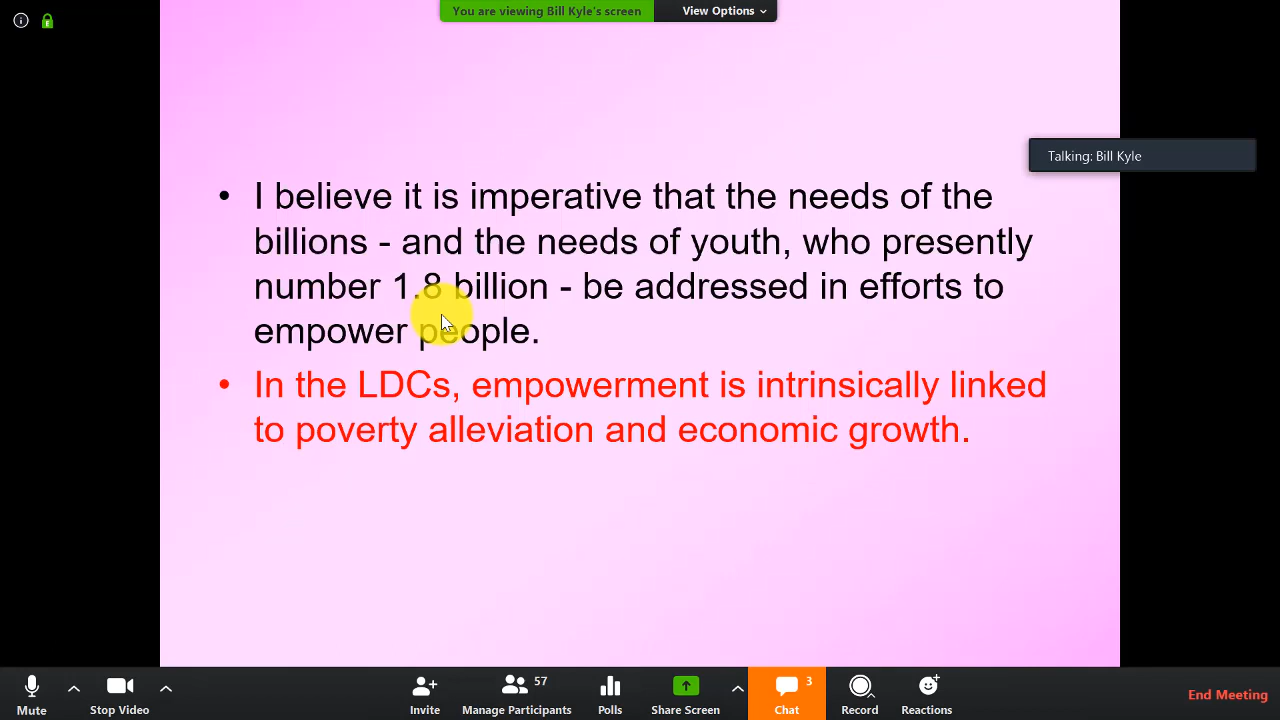 You are viewing Bill Kyle's screen
View Options
Talking: Bill Kyle
• I believe it is imperative that the needs of the
billions - and the needs of youth, who presently
number 1.8 billion - be addressed in efforts to
empower people.
• In the LDCs, empowerment is intrinsically linked
to poverty alleviation and economic growth.
Mute
Stop Video
Invite
57
Manage Participants
Polls
Share Screen
3
Chat
Record
Reactions
End Meeting